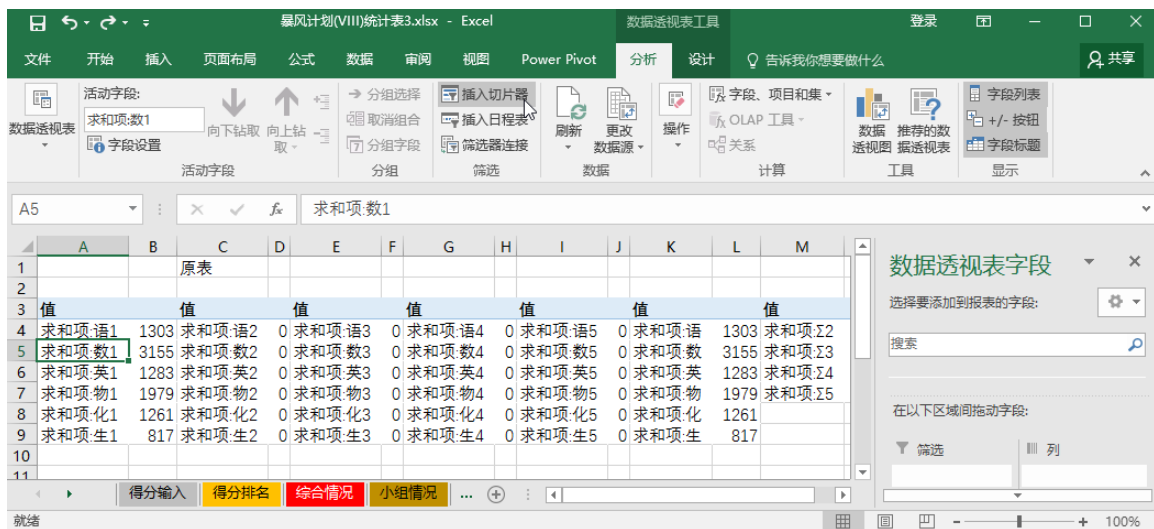 暴风计划(VIII)统计表3.xlsx - Excel 数据透视表工具 登录
文件 开始 插入 页面布局 公式 数据 审阅 视图 Power Pivot 分析 设计 告诉我你想要做什么 共享
数据透视表
活动字段:
求和项:数1
字段设置
向下钻取 向上钻取
活动字段
分组选择
取消组合
分组字段
分组
插入切片器
插入日程表
筛选器连接
筛选
刷新 更改数据源
数据
操作
字段、项目和集
OLAP 工具
关系
计算
数据透视图 推荐的数据透视表
工具
字段列表
+/- 按钮
字段标题
显示
A5 fx 求和项:数1
A B C D E F G H I J K L M
1 原表
2
3 值 值 值 值 值 值 值
4 求和项:语1 1303 求和项:语2 0 求和项:语3 0 求和项:语4 0 求和项:语5 0 求和项:语 1303 求和项:Σ2
5 求和项:数1 3155 求和项:数2 0 求和项:数3 0 求和项:数4 0 求和项:数5 0 求和项:数 3155 求和项:Σ3
6 求和项:英1 1283 求和项:英2 0 求和项:英3 0 求和项:英4 0 求和项:英5 0 求和项:英 1283 求和项:Σ4
7 求和项:物1 1979 求和项:物2 0 求和项:物3 0 求和项:物4 0 求和项:物5 0 求和项:物 1979 求和项:Σ5
8 求和项:化1 1261 求和项:化2 0 求和项:化3 0 求和项:化4 0 求和项:化5 0 求和项:化 1261
9 求和项:生1 817 求和项:生2 0 求和项:生3 0 求和项:生4 0 求和项:生5 0 求和项:生 817
10
11
数据透视表字段
选择要添加到报表的字段:
搜索
在以下区域间拖动字段:
筛选 列
得分输入 得分排名 综合情况 小组情况 ...
就绪 100%